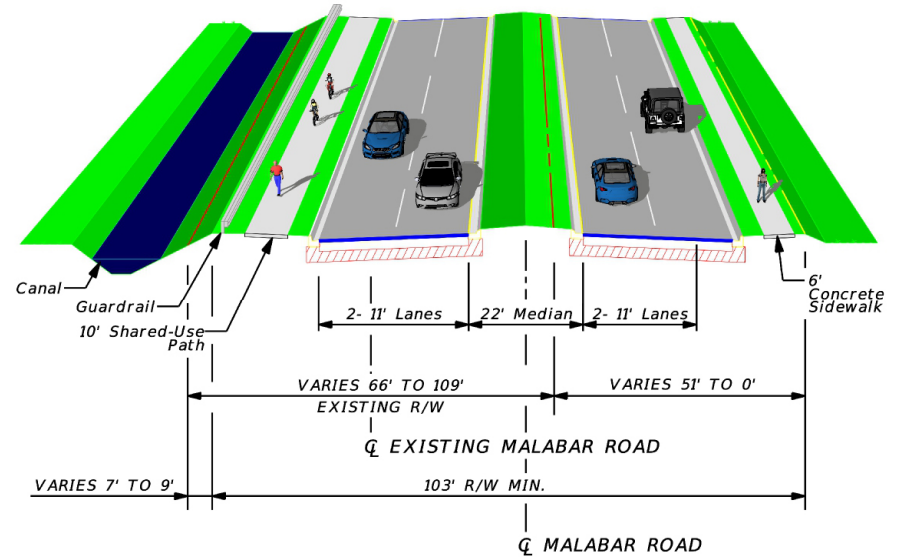 Canal
Guardrail
10' Shared-Use
Path
6'
Concrete
Sidewalk
2- 11' Lanes
22' Median
2- 11' Lanes
VARIES 66' TO 109'
EXISTING R/W
VARIES 51' TO 0'
℄ EXISTING MALABAR ROAD
VARIES 7' TO 9'
103' R/W MIN.
℄ MALABAR ROAD